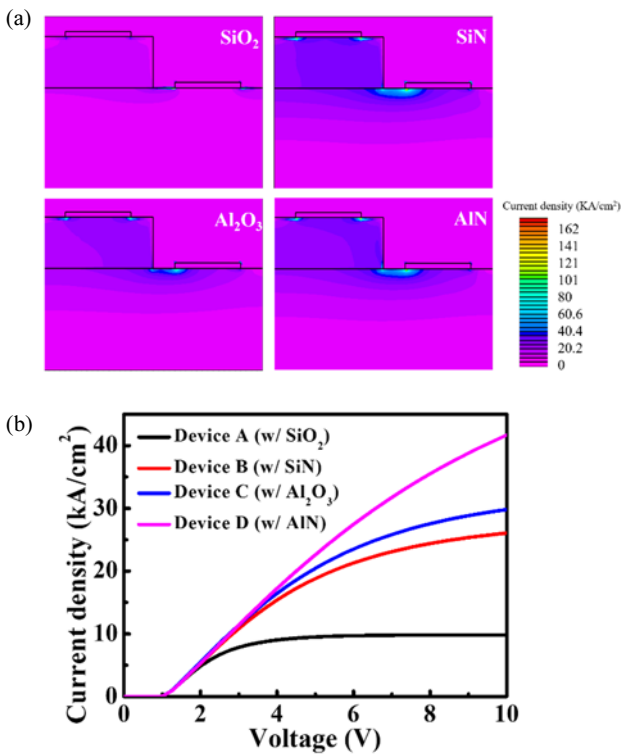 (a)
SiO₂
SiN
Al₂O₃
AlN
Current density (KA/cm²)
162
141
121
101
80
60.6
40.4
20.2
0
(b)
Current density (kA/cm²)
40
30
20
10
0
Device A (w/ SiO₂)
Device B (w/ SiN)
Device C (w/ Al₂O₃)
Device D (w/ AlN)
0 2 4 6 8 10
Voltage (V)